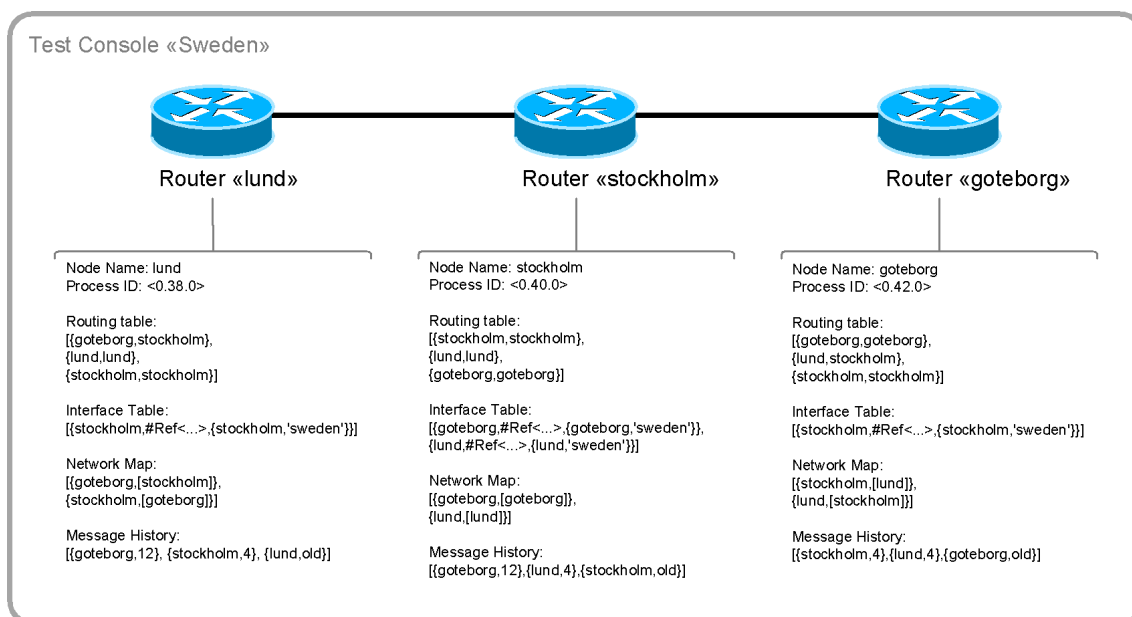 Test Console «Sweden»
Router «lund»
Router «stockholm»
Router «goteborg»
Node Name: lund
Process ID: <0.38.0>
Routing table:
[{goteborg,stockholm},
{lund,lund},
{stockholm,stockholm}]
Interface Table:
[{stockholm,#Ref<...>,{stockholm,'sweden'}}]
Network Map:
[{goteborg,[stockholm]},
{stockholm,[goteborg]}]
Message History:
[{goteborg,12}, {stockholm,4}, {lund,old}]
Node Name: stockholm
Process ID: <0.40.0>
Routing table:
[{stockholm,stockholm},
{lund,lund},
{goteborg,goteborg}]
Interface Table:
[{goteborg,#Ref<...>,{goteborg,'sweden'}},
{lund,#Ref<...>,{lund,'sweden'}}]
Network Map:
[{goteborg,[goteborg]},
{lund,[lund]}]
Message History:
[{goteborg,12},{lund,4},{stockholm,old}]
Node Name: goteborg
Process ID: <0.42.0>
Routing table:
[{goteborg,goteborg},
{lund,stockholm},
{stockholm,stockholm}]
Interface Table:
[{stockholm,#Ref<...>,{stockholm,'sweden'}}]
Network Map:
[{stockholm,[lund]},
{lund,[stockholm]}]
Message History:
[{stockholm,4},{lund,4},{goteborg,old}]